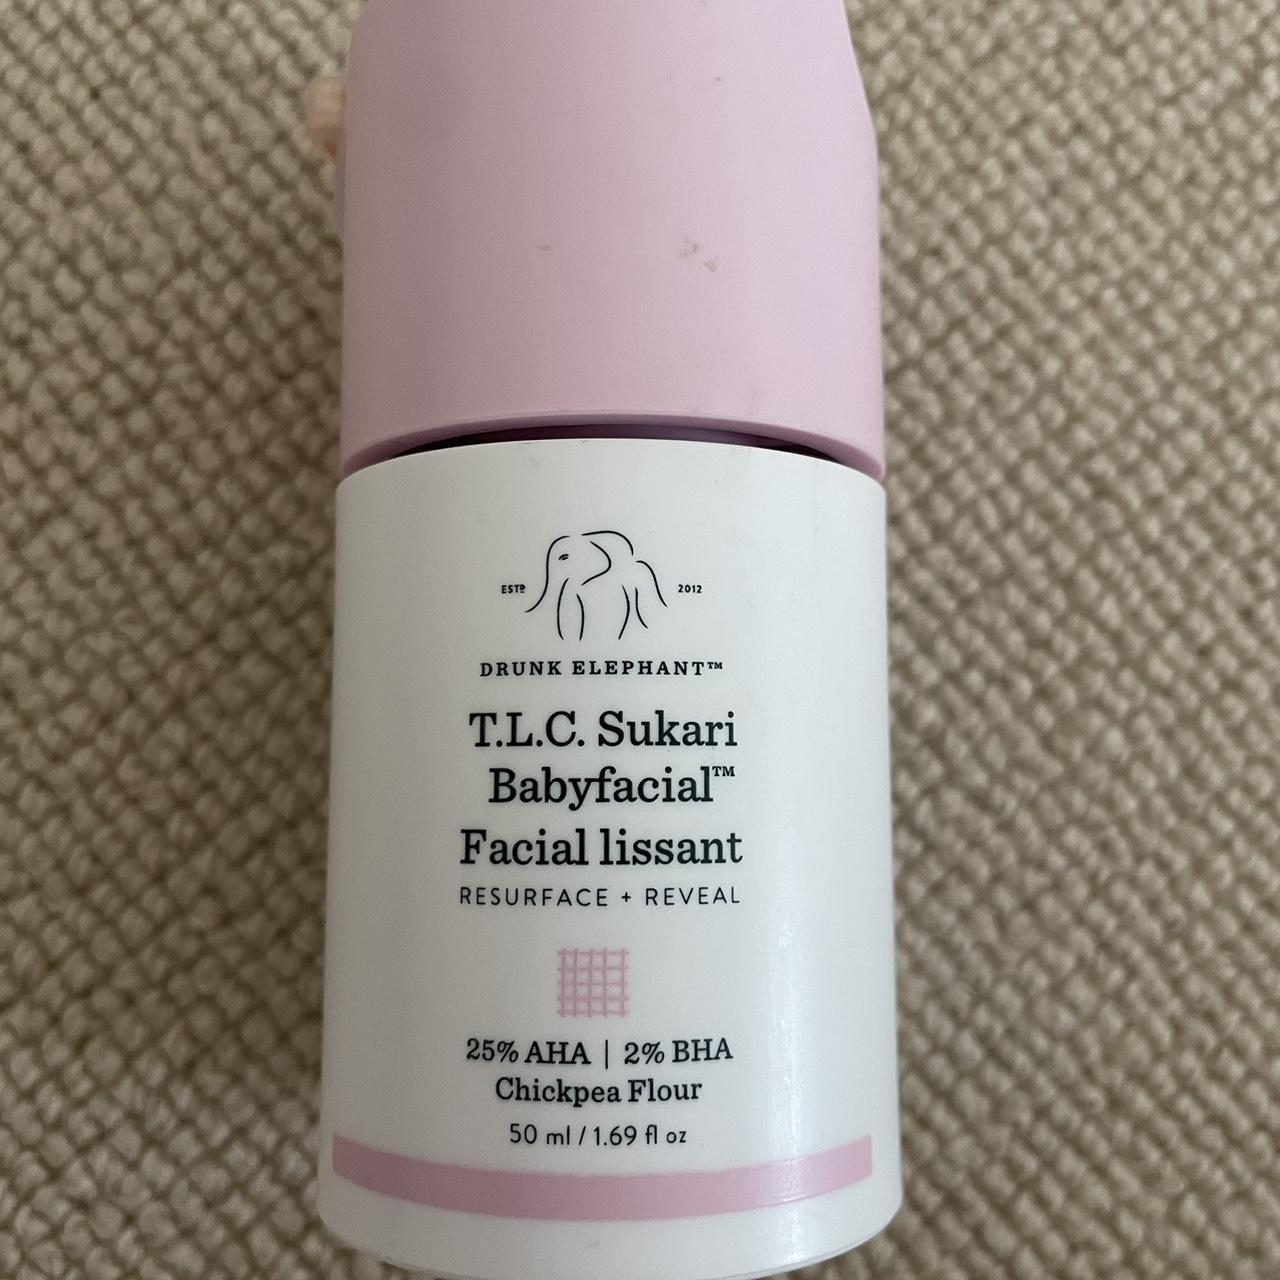 ESTD 2012
DRUNK ELEPHANT™
T.L.C. Sukari
Babyfacial™
Facial lissant
RESURFACE + REVEAL
25% AHA | 2% BHA
Chickpea Flour
50 ml / 1.69 fl oz